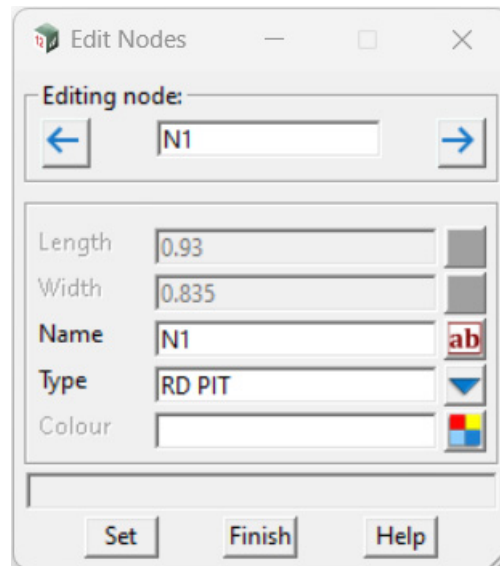 Edit Nodes
Editing node:
N1
Length 0.93
Width 0.835
Name N1 ab
Type RD PIT
Colour
Set Finish Help